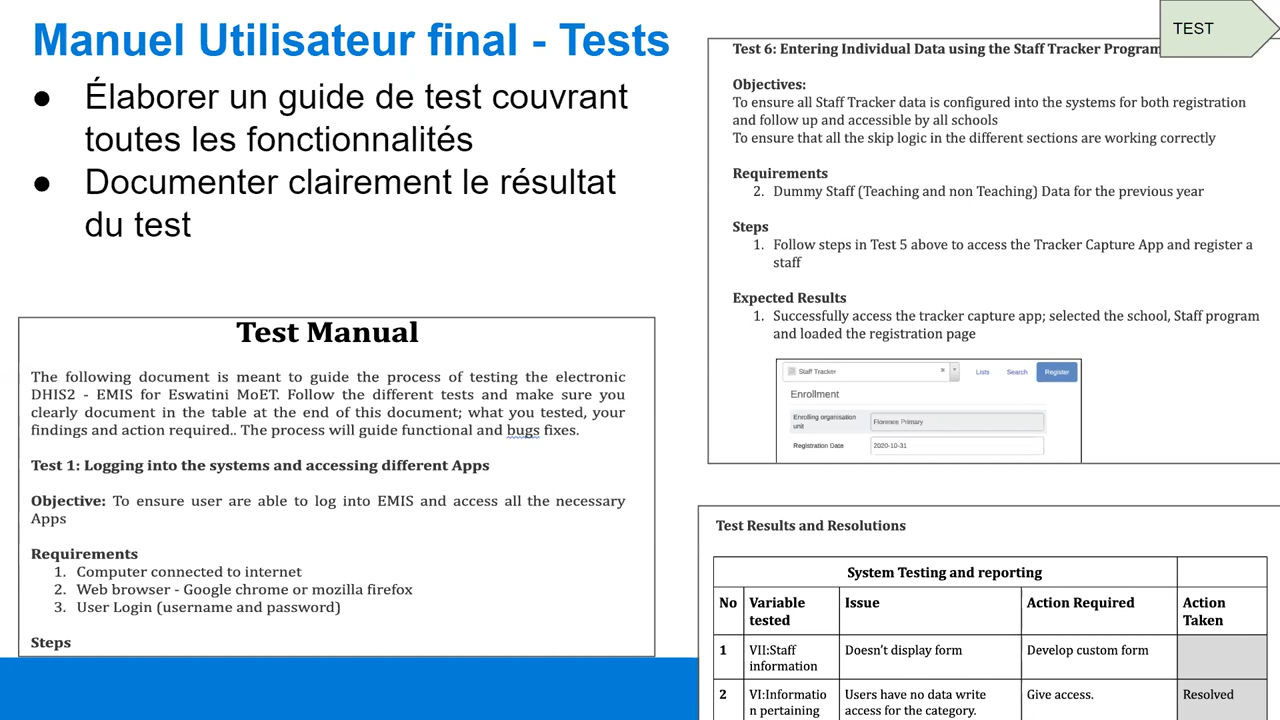 Manuel Utilisateur final - Tests
● Élaborer un guide de test couvrant
toutes les fonctionnalités
● Documenter clairement le résultat
du test
Test Manual
The following document is meant to guide the process of testing the electronic
DHIS2 - EMIS for Eswatini MoET. Follow the different tests and make sure you
clearly document in the table at the end of this document; what you tested, your
findings and action required.. The process will guide functional and bugs fixes.
Test 1: Logging into the systems and accessing different Apps
Objective: To ensure user are able to log into EMIS and access all the necessary
Apps
Requirements
1. Computer connected to internet
2. Web browser - Google chrome or mozilla firefox
3. User Login (username and password)
Steps
TEST
Test 6: Entering Individual Data using the Staff Tracker Program
Objectives:
To ensure all Staff Tracker data is configured into the systems for both registration
and follow up and accessible by all schools
To ensure that all the skip logic in the different sections are working correctly
Requirements
2. Dummy Staff (Teaching and non Teaching) Data for the previous year
Steps
1. Follow steps in Test 5 above to access the Tracker Capture App and register a
staff
Expected Results
1. Successfully access the tracker capture app; selected the school, Staff program
and loaded the registration page
Staff Tracker
Lists Search Register
Enrollment
Enrolling organisation
unit
Florence Primary
Registration Date 2020-10-31
Test Results and Resolutions
System Testing and reporting
No Variable
tested
Issue Action Required Action
Taken
1 VII:Staff
information
Doesn't display form Develop custom form
2 VI:Informatio
n pertaining
Users have no data write
access for the category.
Give access. Resolved